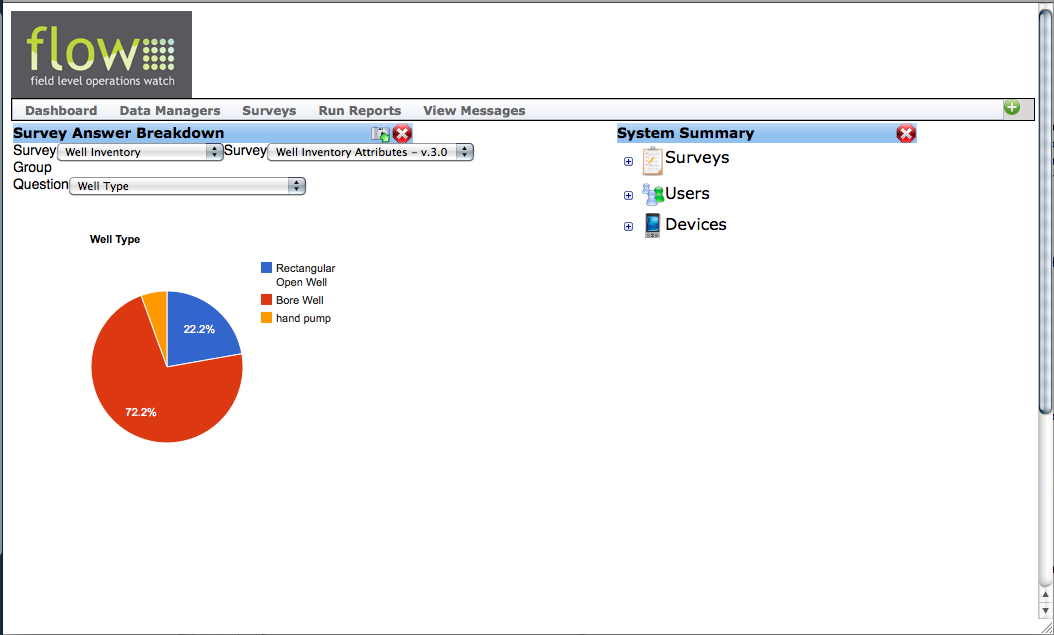 flow
field level operations watch
Dashboard Data Managers Surveys Run Reports View Messages
Survey Answer Breakdown
Survey Group Well Inventory Survey Well Inventory Attributes - v.3.0
Question Well Type
Well Type
Rectangular
Open Well
Bore Well
hand pump
22.2%
72.2%
System Summary
Surveys
Users
Devices